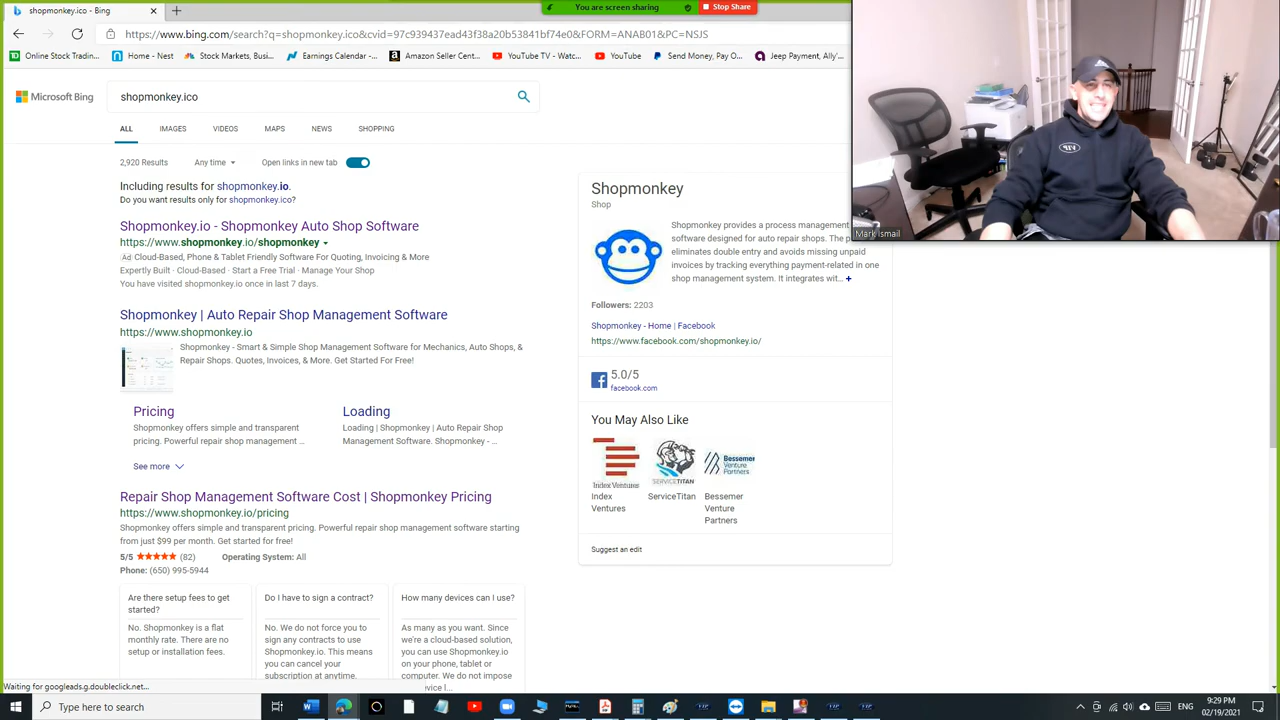 shopmonkey.ico - Bing
You are screen sharing
Stop Share
https://www.bing.com/search?q=shopmonkey.ico&cvid=97c939437ead43f38a20b53841bf74e0&FORM=ANAB01&PC=NSJS
Online Stock Tradin...
Home - Nest
Stock Markets, Busi...
Earnings Calendar -...
Amazon Seller Cent...
YouTube TV - Watc...
YouTube
Send Money, Pay O...
Jeep Payment, Ally...
Microsoft Bing
shopmonkey.ico
ALL
IMAGES
VIDEOS
MAPS
NEWS
SHOPPING
2,920 Results
Any time
Open links in new tab
Including results for shopmonkey.io.
Do you want results only for shopmonkey.ico?
Shopmonkey.io - Shopmonkey Auto Shop Software
https://www.shopmonkey.io/shopmonkey
Ad Cloud-Based, Phone & Tablet Friendly Software For Quoting, Invoicing & More
Expertly Built · Cloud-Based · Start a Free Trial · Manage Your Shop
You have visited shopmonkey.io once in last 7 days.
Shopmonkey | Auto Repair Shop Management Software
https://www.shopmonkey.io
Shopmonkey - Smart & Simple Shop Management Software for Mechanics, Auto Shops, &
Repair Shops. Quotes, Invoices, & More. Get Started For Free!
Pricing
Shopmonkey offers simple and transparent
pricing. Powerful repair shop management ...
Loading
Loading | Shopmonkey | Auto Repair Shop
Management Software. Shopmonkey - ...
See more
Repair Shop Management Software Cost | Shopmonkey Pricing
https://www.shopmonkey.io/pricing
Shopmonkey offers simple and transparent pricing. Powerful repair shop management software starting
from just $99 per month. Get started for free!
5/5 (82) Operating System: All
Phone: (650) 995-5944
Are there setup fees to get
started?
No. Shopmonkey is a flat
monthly rate. There are no
setup or installation fees.
Do I have to sign a contract?
No. We do not force you to
sign any contracts to use
Shopmonkey.io. This means
you can cancel your
subscription at anytime.
How many devices can I use?
As many as you want. Since
we're a cloud-based solution,
you can use Shopmonkey.io
on your phone, tablet or
computer. We do not impose
Shopmonkey
Shop
Shopmonkey provides a process management
software designed for auto repair shops. The p
eliminates double entry and avoids missing unpaid
invoices by tracking everything payment-related in one
shop management system. It integrates wit... +
Followers: 2203
Shopmonkey - Home | Facebook
https://www.facebook.com/shopmonkey.io/
5.0/5
facebook.com
You May Also Like
Index Ventures
SERVICETITAN
Bessemer
Venture
Partners
Index
Ventures
ServiceTitan
Bessemer
Venture
Partners
Suggest an edit
Mark Ismail
Waiting for googleads.g.doubleclick.net...
Type here to search
ENG
9:29 PM
02/19/2021